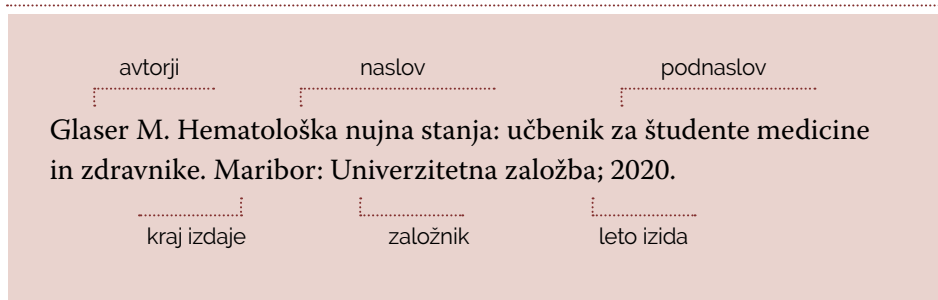 avtorji naslov podnaslov
Glaser M. Hematološka nujna stanja: učbenik za študente medicine
in zdravnike. Maribor: Univerzitetna založba; 2020.
kraj izdaje založnik leto izida